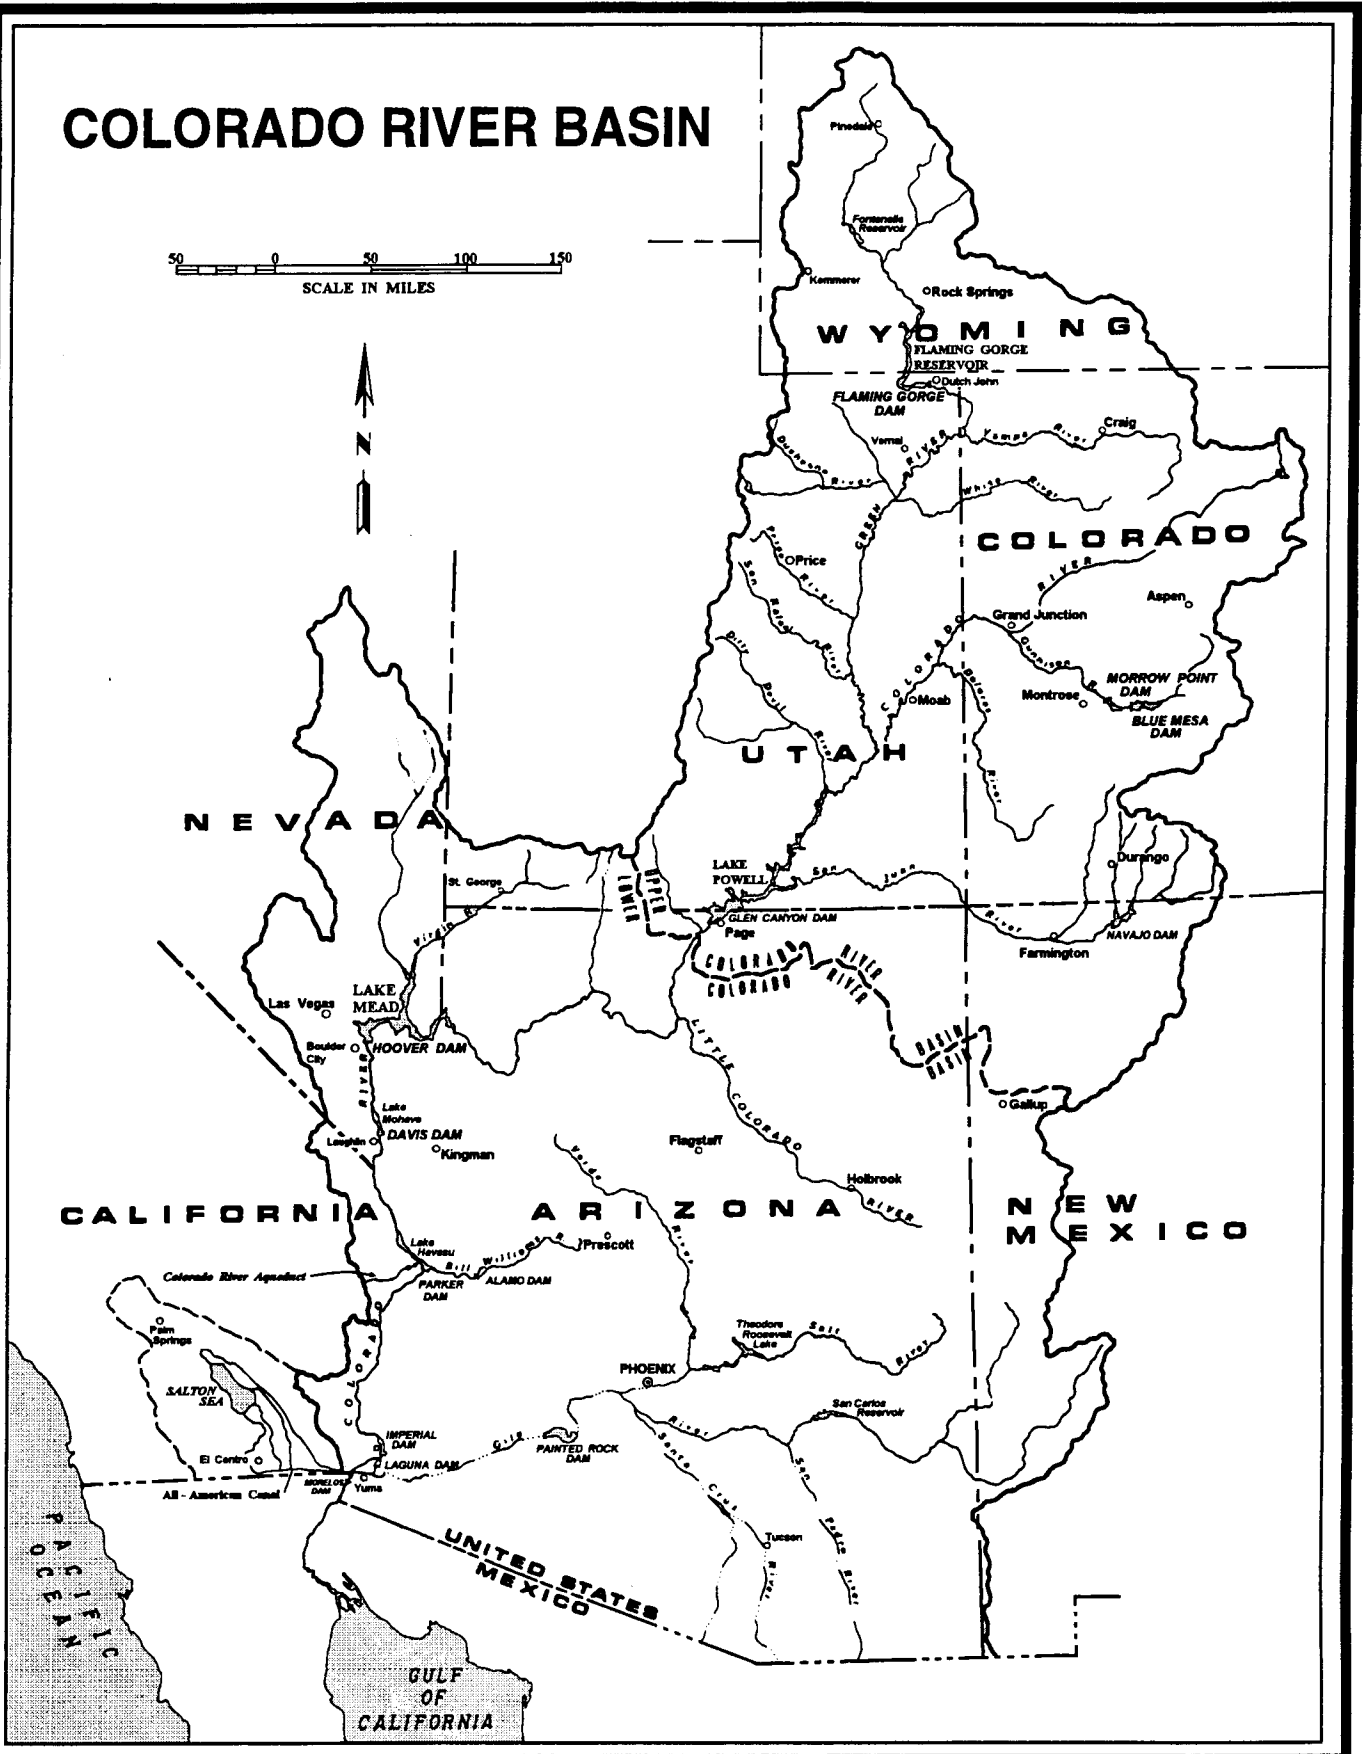 COLORADO RIVER BASIN
50 0 50 100 150
SCALE IN MILES
N
Pinedale
Fontenelle
Reservoir
Kemmerer
Rock Springs
WYOMING
FLAMING GORGE
RESERVOIR
Dutch John
FLAMING GORGE
DAM
Vernal
GREEN RIVER
Yampa River
Craig
Duchesne River
White River
COLORADO
Price River
Price
San Rafael River
Dirty Devil River
COLORADO RIVER
Aspen
Grand Junction
Gunnison R.
MORROW POINT
DAM
Montrose
BLUE MESA
DAM
Moab
Dolores River
UTAH
NEVADA
St. George
Virgin R.
UPPER
LOWER
LAKE
POWELL
San Juan River
Durango
GLEN CANYON DAM
Page
NAVAJO DAM
Farmington
COLORADO RIVER BASIN
COLORADO RIVER BASIN
Las Vegas
LAKE
MEAD
Boulder
City
HOOVER DAM
RIVER
LITTLE COLORADO RIVER
Gallup
Lake
Mohave
DAVIS DAM
Laughlin
Kingman
Flagstaff
Verde River
Holbrook
CALIFORNIA
ARIZONA
NEW
MEXICO
Lake
Havasu
Bill Williams R.
Prescott
Colorado River Aqueduct
PARKER
DAM
ALAMO DAM
Palm
Springs
COLORA
Theodore
Roosevelt
Lake
Salt River
PHOENIX
SALTON
SEA
San Carlos
Reservoir
IMPERIAL
DAM
Gila River
PAINTED ROCK
DAM
El Centro
LAGUNA DAM
All - American Canal
MORELOS
DAM
Yuma
Santa Cruz River
San Pedro River
Tucson
UNITED STATES
MEXICO
PACIFIC
OCEAN
GULF
OF
CALIFORNIA